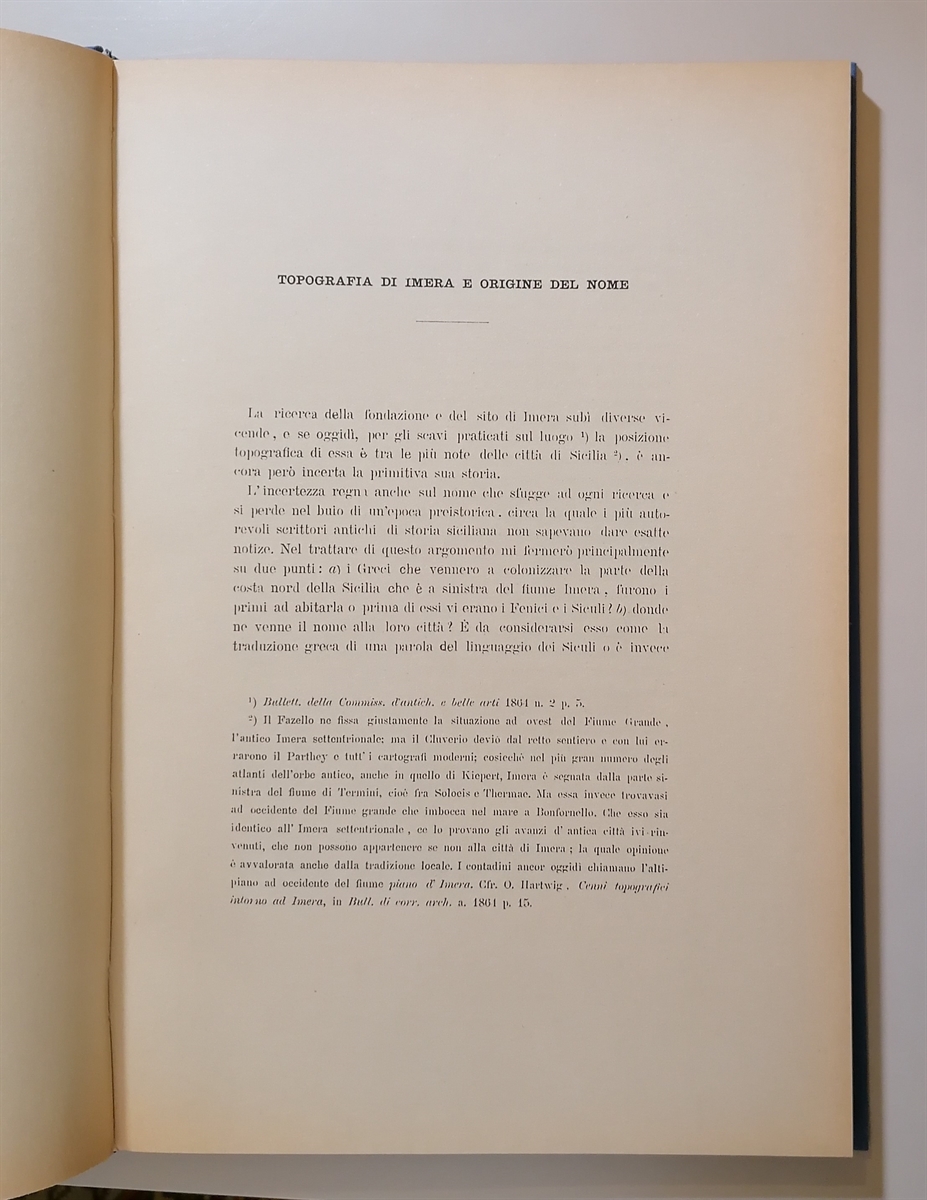 TOPOGRAFIA DI IMERA E ORIGINE DEL NOME
La ricerca della fondazione e del sito di Imera subì diverse vi-
cende, e se oggidì, per gli scavi praticati sul luogo ¹) la posizione
topografica di essa è tra le più note delle città di Sicilia ²). è an-
cora però incerta la primitiva sua storia.
L'incertezza regna anche sul nome che sfugge ad ogni ricerca e
si perde nel buio di un'epoca preistorica, circa la quale i più auto-
revoli scrittori antichi di storia siciliana non sapevano dare esatte
notize. Nel trattare di questo argomento mi fermerò principalmente
su due punti: a) i Greci che vennero a colonizzare la parte della
costa nord della Sicilia che è a sinistra del fiume Imera, furono i
primi ad abitarla o prima di essi vi erano i Fenici e i Siculi? b) donde
ne venne il nome alla loro città? È da considerarsi esso come la
traduzione greca di una parola del linguaggio dei Siculi o è invece
¹) Bullett. della Commiss. d'antich. e belle arti 1864 n. 2 p. 5.
²) Il Fazello ne fissa giustamente la situazione ad ovest del Fiume Grande,
l'antico Imera settentrionale; ma il Cluverio deviò dal retto sentiero e con lui er-
rarono il Parthey e tutt' i cartografi moderni; cosicchè nel più gran numero degli
atlanti dell'orbe antico, anche in quello di Kiepert, Imera è segnata dalla parte si-
nistra del fiume di Termini, cioè fra Soloeis e Thermae. Ma essa invece trovavasi
ad occidente del Fiume grande che imbocca nel mare a Bonfornello. Che esso sia
identico all' Imera settentrionale, ce lo provano gli avanzi d' antica città ivi rin-
venuti, che non possono appartenere se non alla città di Imera; la quale opinione
è avvalorata anche dalla tradizione locale. I contadini ancor oggidì chiamano l'alti-
piano ad occidente del fiume piano d' Imera. Cfr. O. Hartwig, Cenni topografici
intorno ad Imera, in Bull. di corr. arch. a. 1864 p. 15.